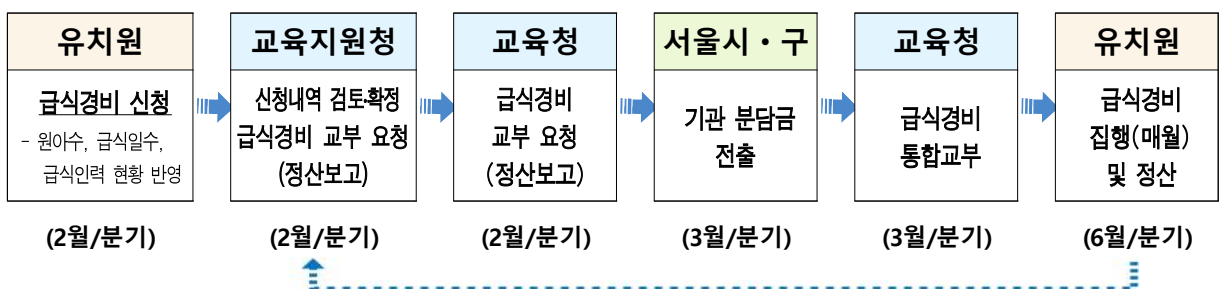 유치원
급식경비 신청
- 원아수, 급식일수,
급식인력 현황 반영
(2월/분기)
교육지원청
신청내역 검토·확정
급식경비 교부 요청
(정산보고)
(2월/분기)
교육청
급식경비
교부 요청
(정산보고)
(2월/분기)
서울시・구
기관 분담금
전출
(3월/분기)
교육청
급식경비
통합교부
(3월/분기)
유치원
급식경비
집행(매월)
및 정산
(6월/분기)